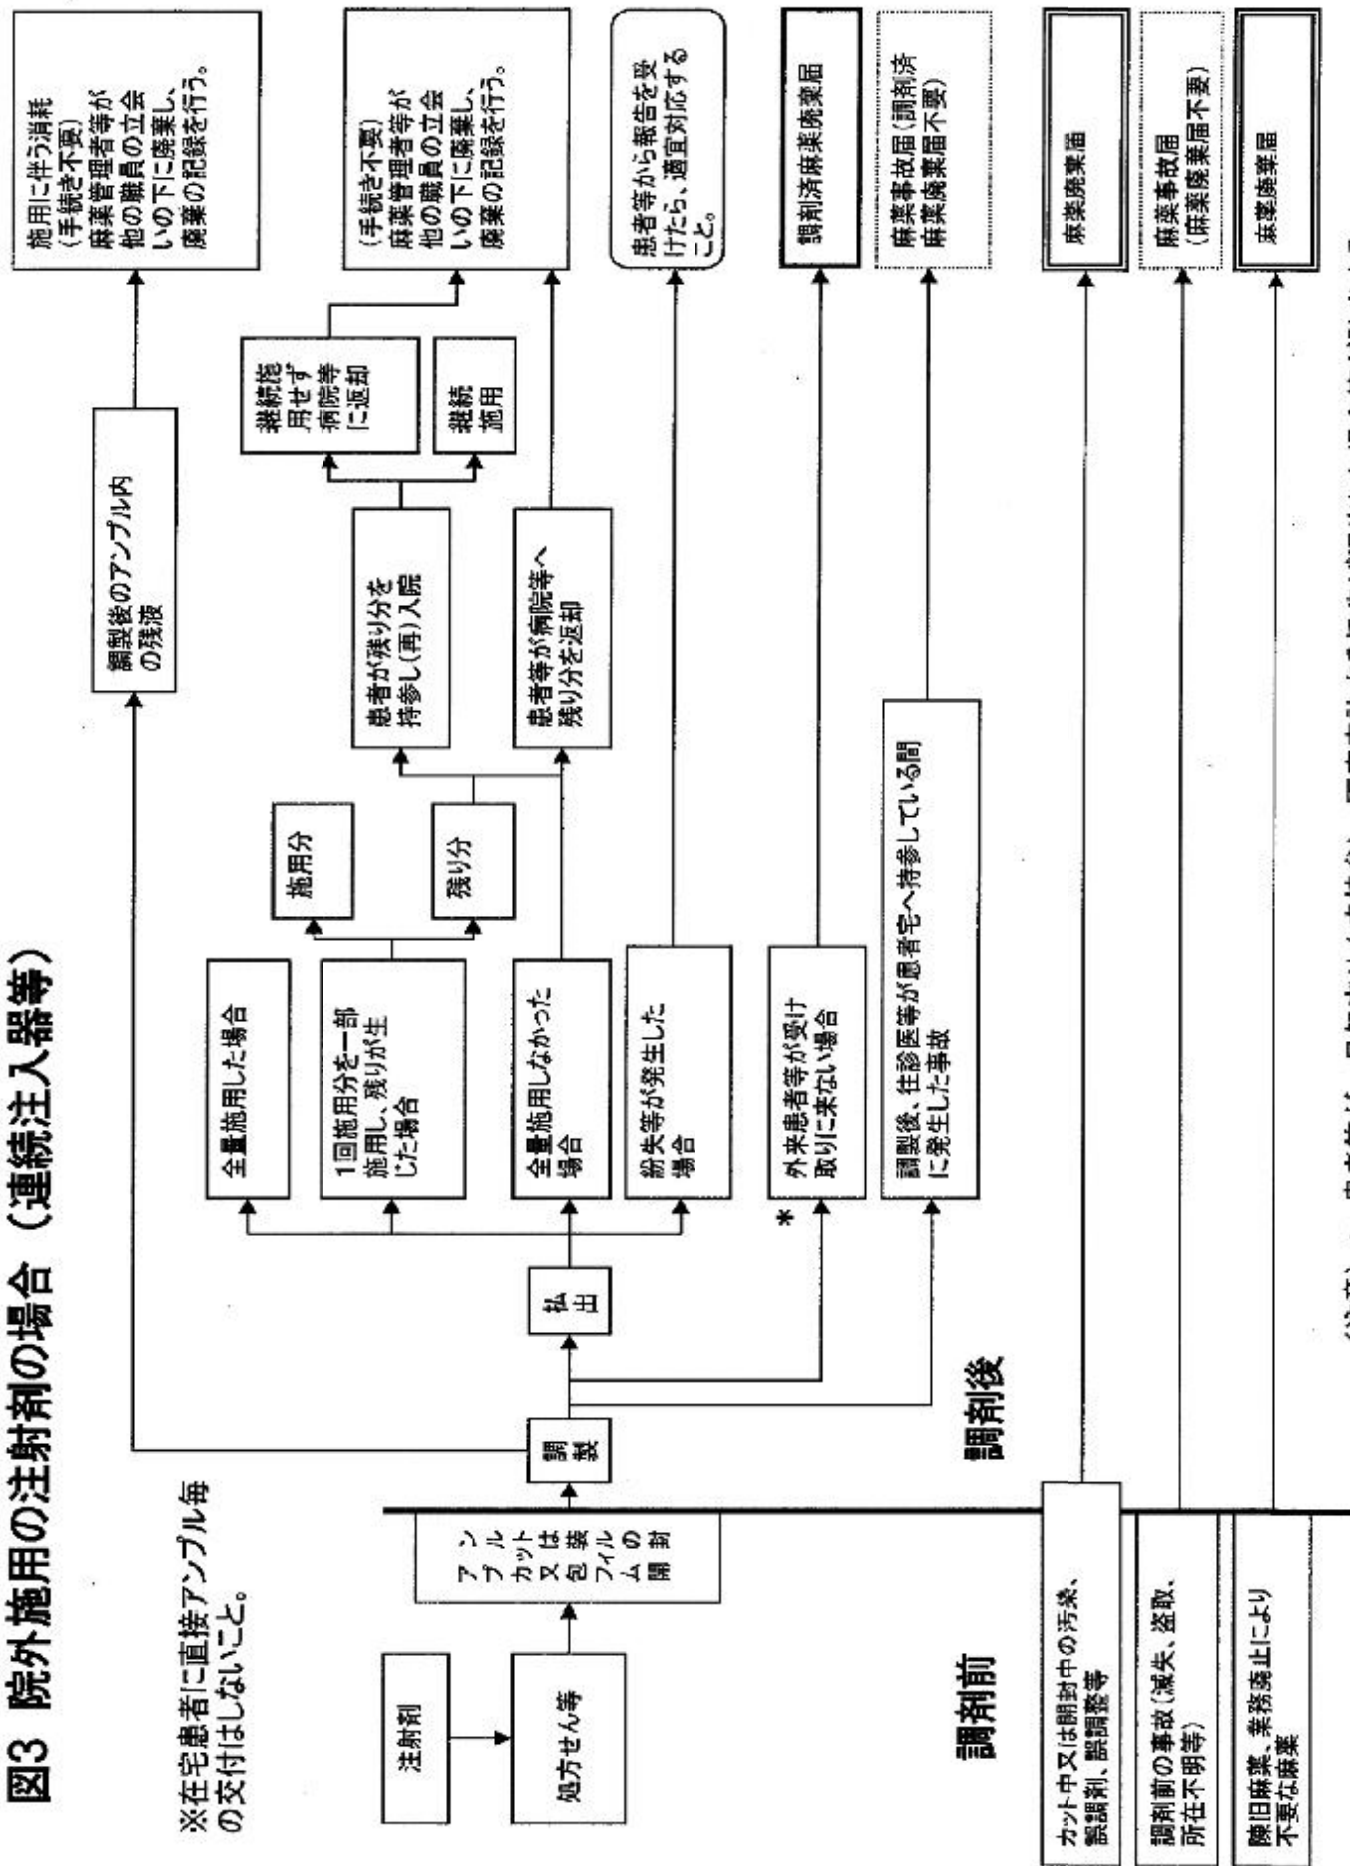 図3 院外施用の注射剤の場合（連続注入器等）
※在宅患者に直接アンプル毎
の交付はしないこと。
注射剤
処方せん等
アンプル
カット
又は
包装
フィル
ムの
開封
調剤前
調剤後
調
製
払
出
調製後のアンプル内
の残液
施用に伴う消耗
（手続き不要）
麻薬管理者等が
他の職員の立会
いの下に廃棄し、
廃棄の記録を行う。
全量施用した場合
1回施用分を一部
施用し、残りが生
じた場合
施用分
残り分
全量施用しなかった
場合
患者が残り分を
持参し（再）入院
患者等が病院等へ
残り分を返却
継続施
用せず
病院等
に返却
継続
施用
（手続き不要）
麻薬管理者等が
他の職員の立会
いの下に廃棄し、
廃棄の記録を行う。
紛失等が発生した
場合
患者等から報告を受
けたら、適宜対応する
こと。
*
外来患者等が受け
取りに来ない場合
調剤済麻薬廃棄届
調製後、往診医等が患者宅へ持参している間
に発生した事故
麻薬事故届（調剤済
麻薬廃棄届不要）
カット中又は開封中の汚染、
誤調剤、誤調整等
麻薬廃棄届
調剤前の事故（滅失、盗取、
所在不明等）
麻薬事故届
（麻薬廃棄届不要）
陳旧麻薬、業務廃止により
不要な麻薬
麻薬廃棄届